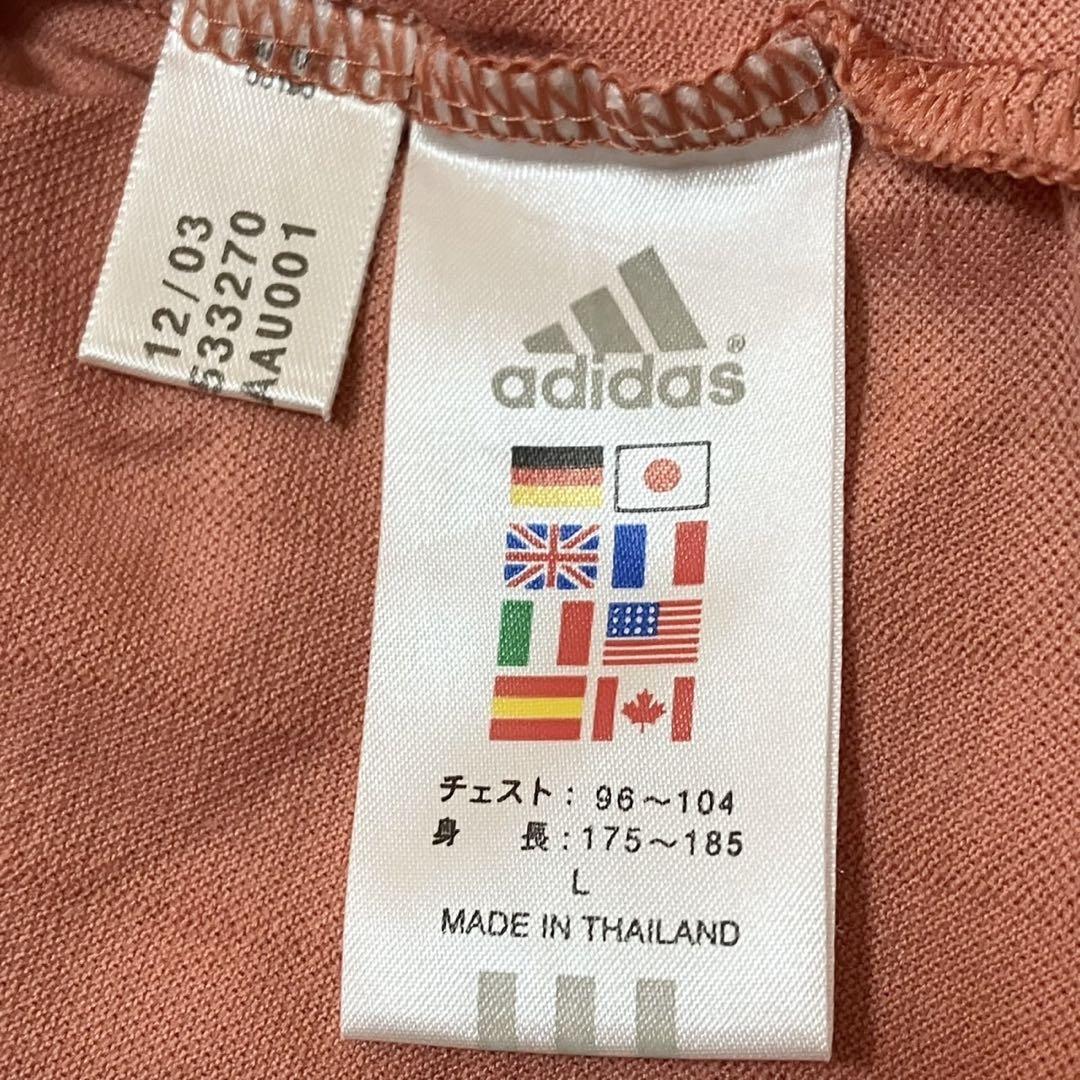 12/03
533270
AAU001
adidas®
チェスト: 96～104
身 長: 175～185
L
MADE IN THAILAND